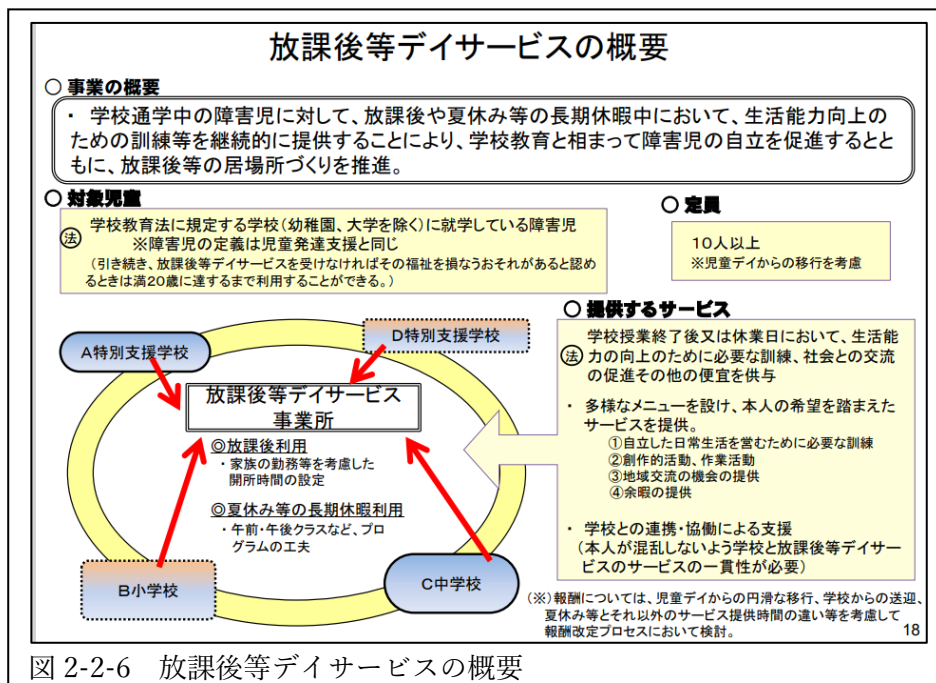 放課後等デイサービスの概要
○ 事業の概要
・ 学校通学中の障害児に対して、放課後や夏休み等の長期休暇中において、生活能力向上の
ための訓練等を継続的に提供することにより、学校教育と相まって障害児の自立を促進するとと
もに、放課後等の居場所づくりを推進。
○ 対象児童
法
学校教育法に規定する学校(幼稚園、大学を除く)に就学している障害児
※障害児の定義は児童発達支援と同じ
(引き続き、放課後等デイサービスを受けなければその福祉を損なうおそれがあると認め
るときは満20歳に達するまで利用することができる。)
○ 定員
10人以上
※児童デイからの移行を考慮
A特別支援学校
D特別支援学校
放課後等デイサービス
事業所
◎放課後利用
・家族の勤務等を考慮した
開所時間の設定
◎夏休み等の長期休暇利用
・午前・午後クラスなど、プロ
グラムの工夫
B小学校
C中学校
○ 提供するサービス
法
学校授業終了後又は休業日において、生活能
力の向上のために必要な訓練、社会との交流
の促進その他の便宜を供与
・ 多様なメニューを設け、本人の希望を踏まえた
サービスを提供。
①自立した日常生活を営むために必要な訓練
②創作的活動、作業活動
③地域交流の機会の提供
④余暇の提供
・ 学校との連携・協働による支援
(本人が混乱しないよう学校と放課後等デイサー
ビスのサービスの一貫性が必要)
(※)報酬については、児童デイからの円滑な移行、学校からの送迎、
夏休み等とそれ以外のサービス提供時間の違い等を考慮して
報酬改定プロセスにおいて検討。
18
図 2-2-6 放課後等デイサービスの概要